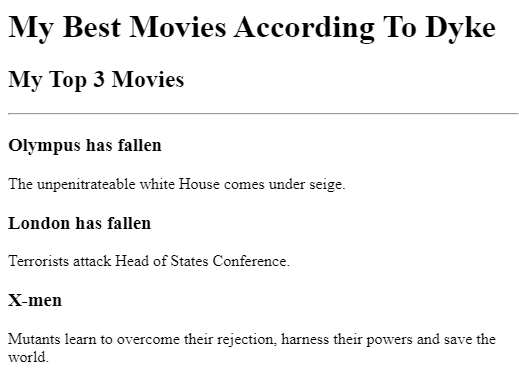 My Best Movies According To Dyke
My Top 3 Movies
Olympus has fallen
The unpenitrateable white House comes under seige.
London has fallen
Terrorists attack Head of States Conference.
X-men
Mutants learn to overcome their rejection, harness their powers and save the
world.